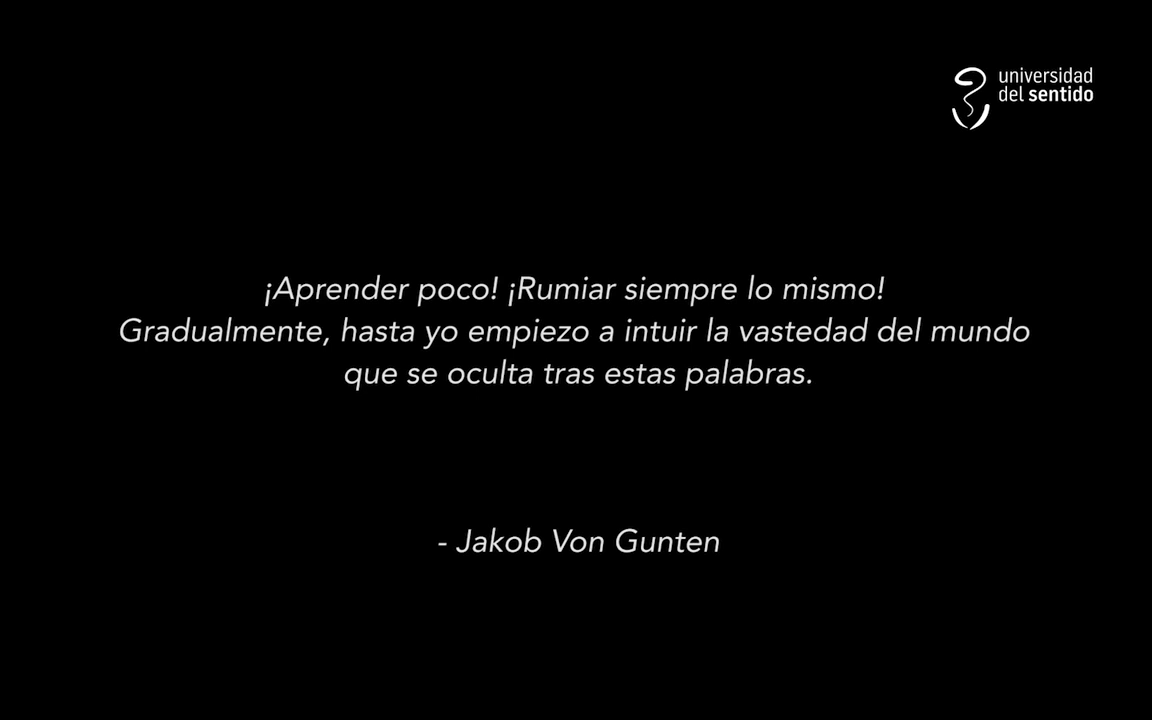 universidad
del sentido
¡Aprender poco! ¡Rumiar siempre lo mismo!
Gradualmente, hasta yo empiezo a intuir la vastedad del mundo
que se oculta tras estas palabras.
- Jakob Von Gunten